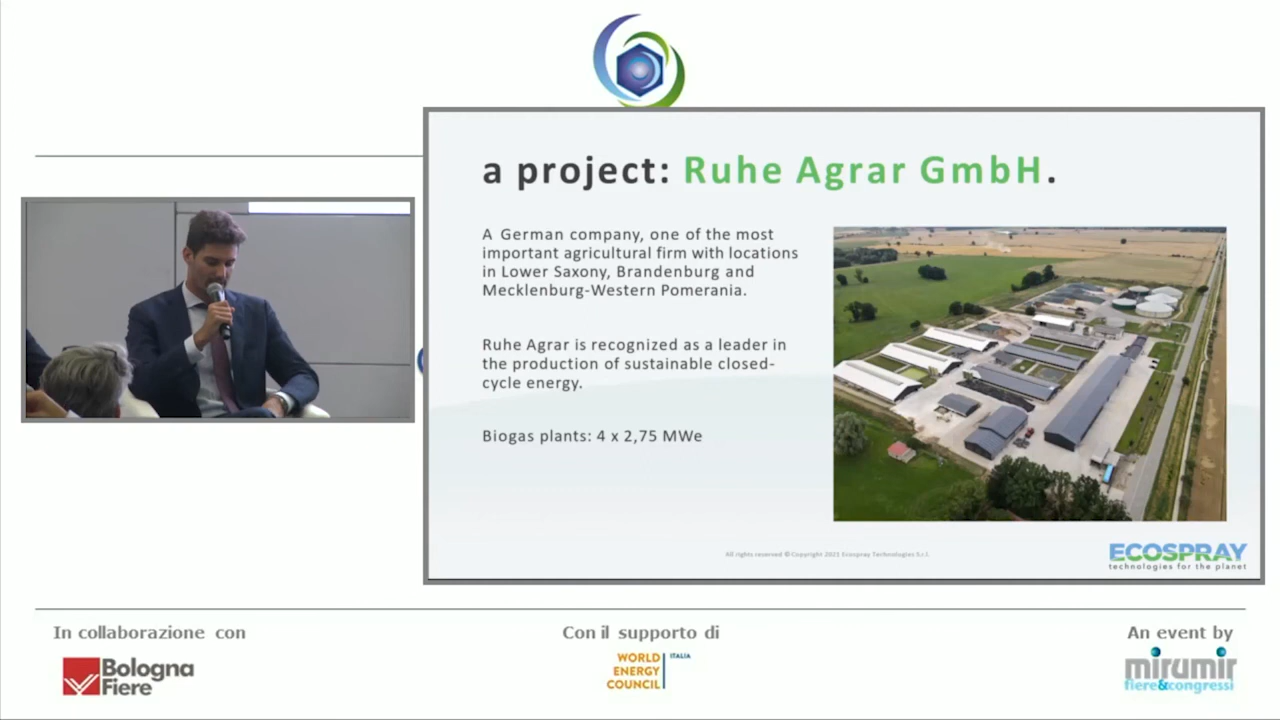 a project: Ruhe Agrar GmbH.
A German company, one of the most
important agricultural firm with locations
in Lower Saxony, Brandenburg and
Mecklenburg-Western Pomerania.
Ruhe Agrar is recognized as a leader in
the production of sustainable closed-
cycle energy.
Biogas plants: 4 x 2,75 MWe
All rights reserved © Copyright 2023 Ecospray Technologies S.r.l.
ECOSPRAY
technologies for the planet
In collaborazione con
Bologna
Fiere
Con il supporto di
WORLD
ENERGY
COUNCIL
ITALIA
An event by
mirumir
fiere&congressi